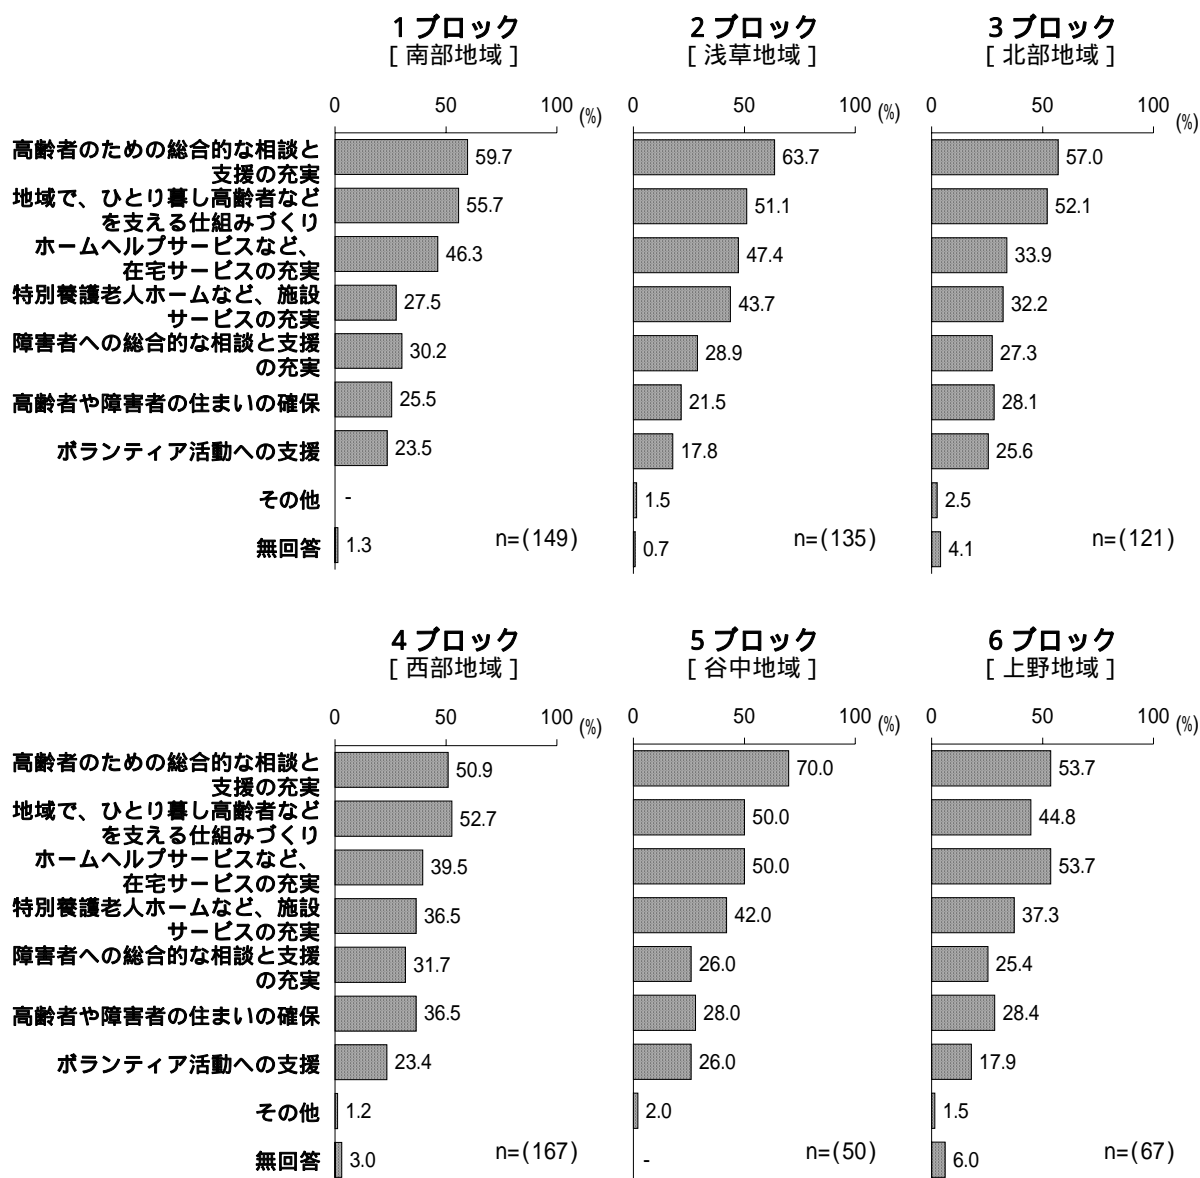 1 ブロック
[ 南部地域 ]
2 ブロック
[ 浅草地域 ]
3 ブロック
[ 北部地域 ]
0 50 100 (%)
0 50 100 (%)
0 50 100 (%)
高齢者のための総合的な相談と
支援の充実
59.7 63.7 57.0
地域で、ひとり暮し高齢者など
を支える仕組みづくり
55.7 51.1 52.1
ホームヘルプサービスなど、
在宅サービスの充実
46.3 47.4 33.9
特別養護老人ホームなど、施設
サービスの充実
27.5 43.7 32.2
障害者への総合的な相談と支援
の充実
30.2 28.9 27.3
高齢者や障害者の住まいの確保 25.5 21.5 28.1
ボランティア活動への支援 23.5 17.8 25.6
その他 - 1.5 2.5
無回答 1.3 n=(149) 0.7 n=(135) 4.1 n=(121)
4 ブロック
[ 西部地域 ]
5 ブロック
[ 谷中地域 ]
6 ブロック
[ 上野地域 ]
0 50 100 (%)
0 50 100 (%)
0 50 100 (%)
高齢者のための総合的な相談と
支援の充実
50.9 70.0 53.7
地域で、ひとり暮し高齢者など
を支える仕組みづくり
52.7 50.0 44.8
ホームヘルプサービスなど、
在宅サービスの充実
39.5 50.0 53.7
特別養護老人ホームなど、施設
サービスの充実
36.5 42.0 37.3
障害者への総合的な相談と支援
の充実
31.7 26.0 25.4
高齢者や障害者の住まいの確保 36.5 28.0 28.4
ボランティア活動への支援 23.4 26.0 17.9
その他 1.2 2.0 1.5
無回答 3.0 n=(167) - n=(50) 6.0 n=(67)